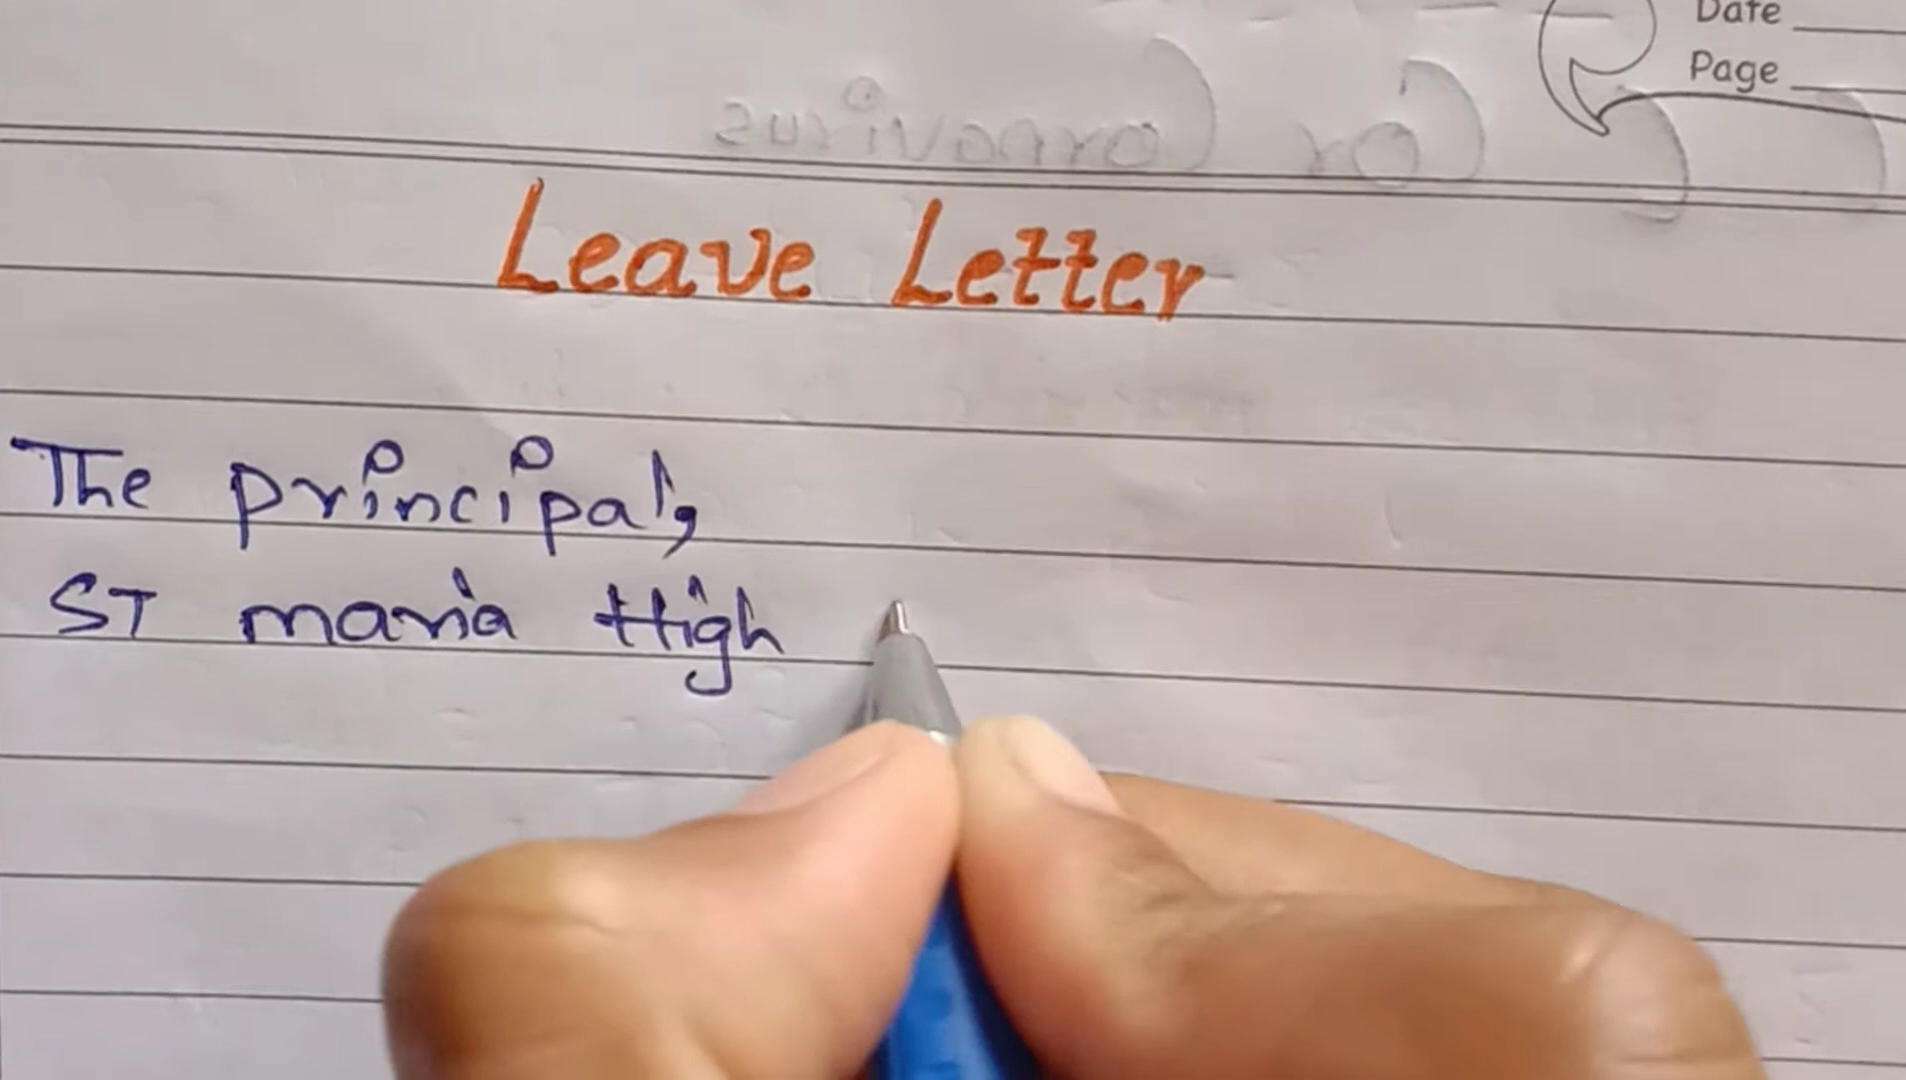 Date
Page
Leave Letter
The principal,
ST maria High